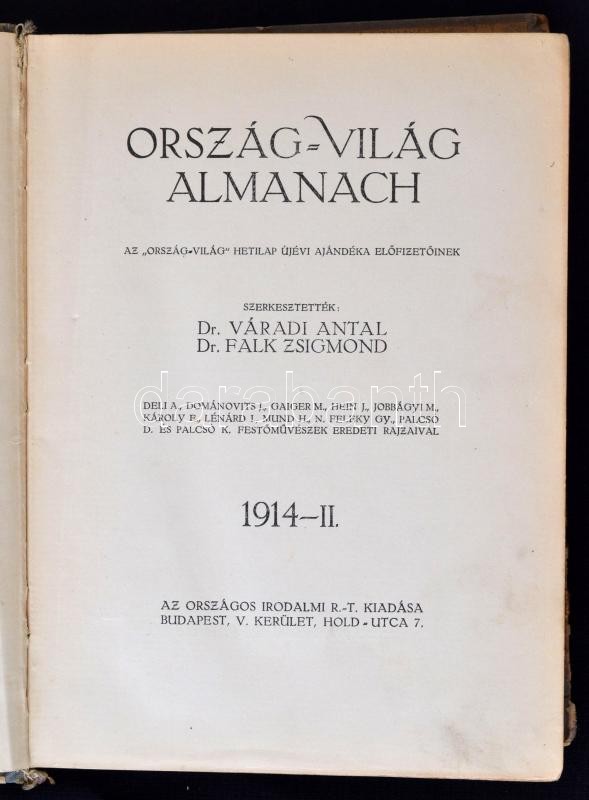 ORSZÁG-VILÁG
ALMANACH
AZ „ORSZÁG-VILÁG“ HETILAP ÚJÉVI AJÁNDÉKA ELŐFIZETŐINEK
SZERKESZTETTÉK:
Dr. VÁRADI ANTAL
Dr. FALK ZSIGMOND
darabanth
DELI A., DOMÁNOVITS J., GAIGER M., HEIN J., JOBBÁGYI M.,
KÁROLY E., LÉNÁRD I., MUND H., N. FELEKY GY., PALCSÓ
D. ÉS PALCSÓ K. FESTŐMŰVÉSZEK EREDETI RAJZAIVAL
1914—II.
AZ ORSZÁGOS IRODALMI R.-T. KIADÁSA
BUDAPEST, V. KERÜLET, HOLD-UTCA 7.